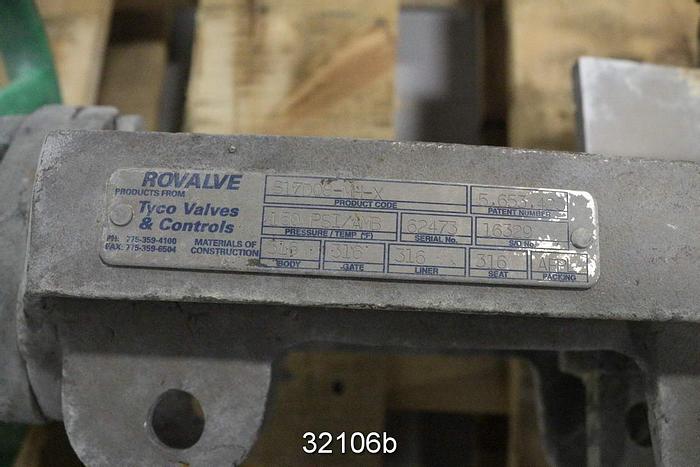 ROVALVE
PRODUCTS FROM
Tyco Valves
& Controls
PH: 775-359-4100
FAX: 775-359-6504
MATERIALS OF
CONSTRUCTION
PRODUCT CODE
PATENT NUMBER
150 PSI/AMB
62473
16329
PRESSURE / TEMP (°F)
SERIAL No.
S/O No.
316
316
316
316
BODY
GATE
LINER
SEAT
PACKING
32106b